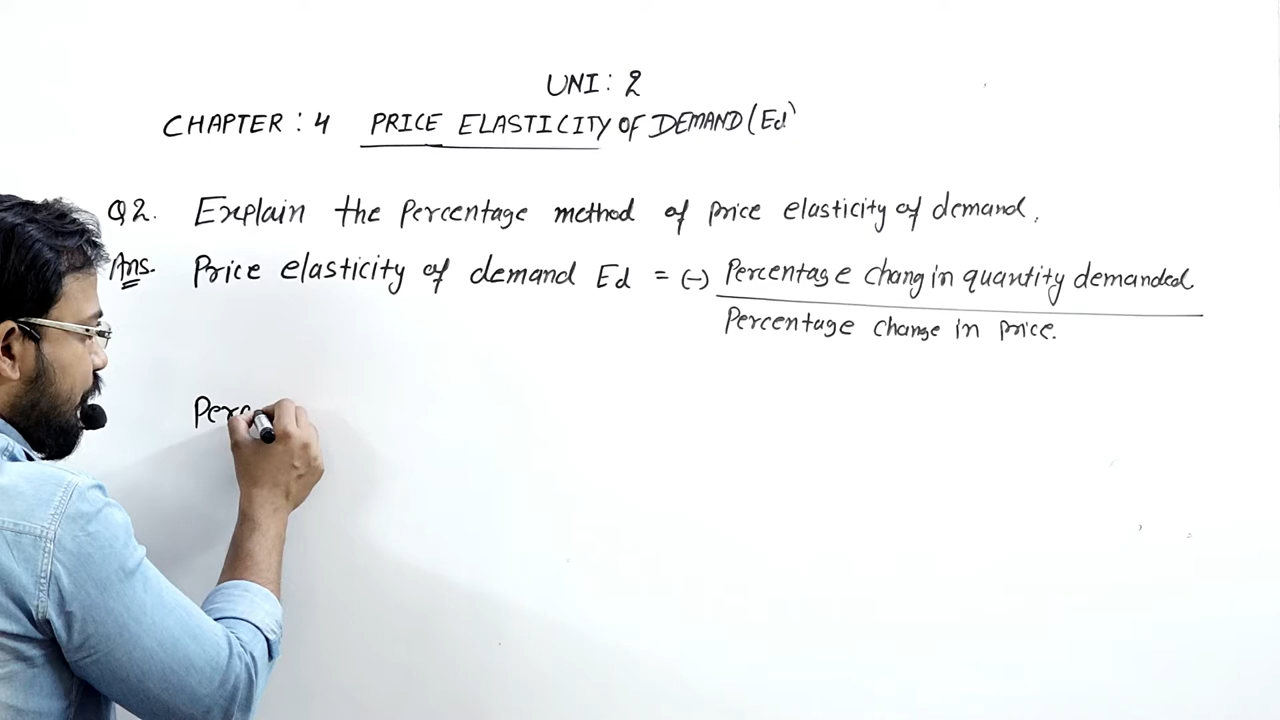 UNI: 2
CHAPTER: 4 PRICE ELASTICITY OF DEMAND (Ed)
Q2. Explain the Percentage method of price elasticity of demand.
Ans. Price elasticity of demand Ed = (-) Percentage chang in quantity demanded
Percentage change in price.
Perc